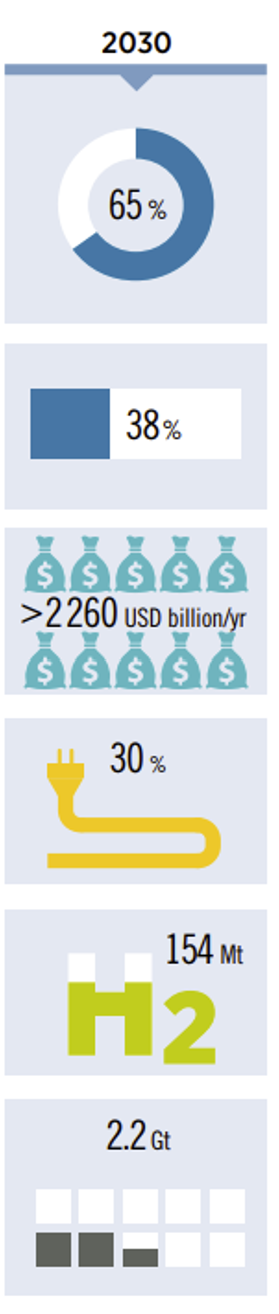 2030
65 %
38%
$ $ $ $ $
>2 260 USD billion/yr
$ $ $ $ $
30 %
154 Mt
H2
2.2 Gt